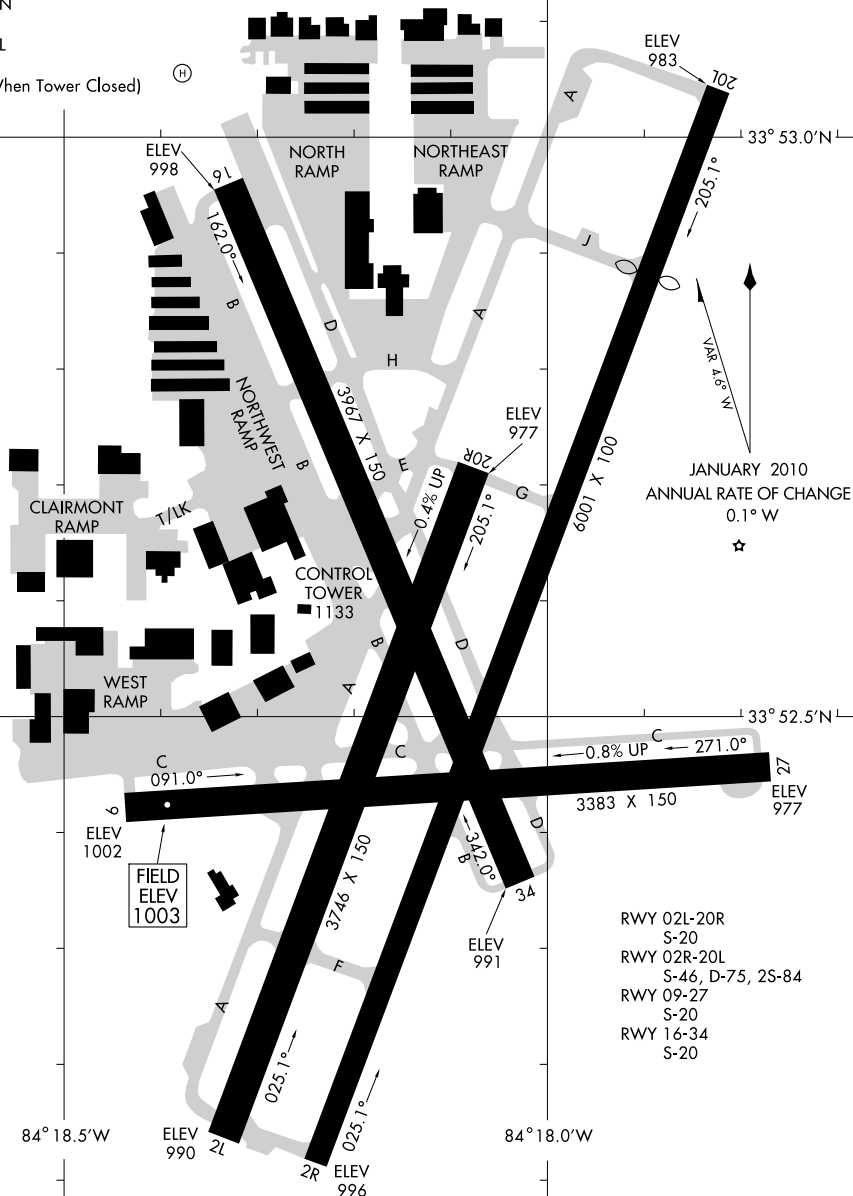 N
L
When Tower Closed)
H
ELEV
983
20L
A
33° 53.0'N
ELEV
998
16
NORTH
RAMP
NORTHEAST
RAMP
205.1°
162.0°
J
B
D
A
H
VAR 4.6° W
NORTHWEST
RAMP
3967 X 150
ELEV
977
B
E
20R
0.4% UP
G
6001 X 100
JANUARY 2010
ANNUAL RATE OF CHANGE
0.1° W
CLAIRMONT
RAMP
T/LK
205.1°
CONTROL
TOWER
1133
B
D
A
WEST
RAMP
33° 52.5'N
C
091.0°
C
0.8% UP
C
271.0°
27
9
ELEV
1002
3383 X 150
ELEV
977
FIELD
ELEV
1003
3746 X 150
342.0°
B
D
34
ELEV
991
RWY 02L-20R
S-20
RWY 02R-20L
S-46, D-75, 2S-84
RWY 09-27
S-20
RWY 16-34
S-20
F
A
025.1°
025.1°
84° 18.5'W
ELEV
990
2L
2R
ELEV
996
84° 18.0'W